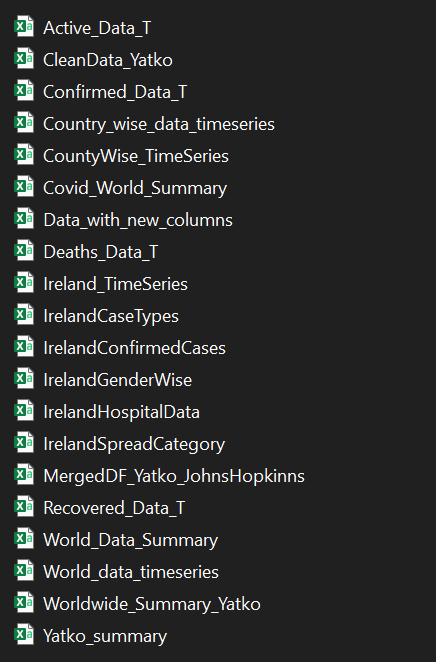 Active_Data_T
CleanData_Yatko
Confirmed_Data_T
Country_wise_data_timeseries
CountyWise_TimeSeries
Covid_World_Summary
Data_with_new_columns
Deaths_Data_T
Ireland_TimeSeries
IrelandCaseTypes
IrelandConfirmedCases
IrelandGenderWise
IrelandHospitalData
IrelandSpreadCategory
MergedDF_Yatko_JohnsHopkinns
Recovered_Data_T
World_Data_Summary
World_data_timeseries
Worldwide_Summary_Yatko
Yatko_summary